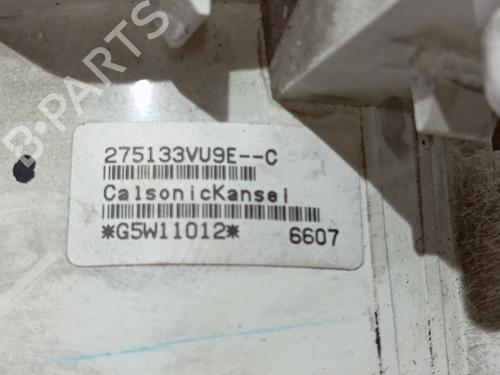 B-PARTS
275133VU9E--C
CalsonicKansei
*G5W11012* 6607